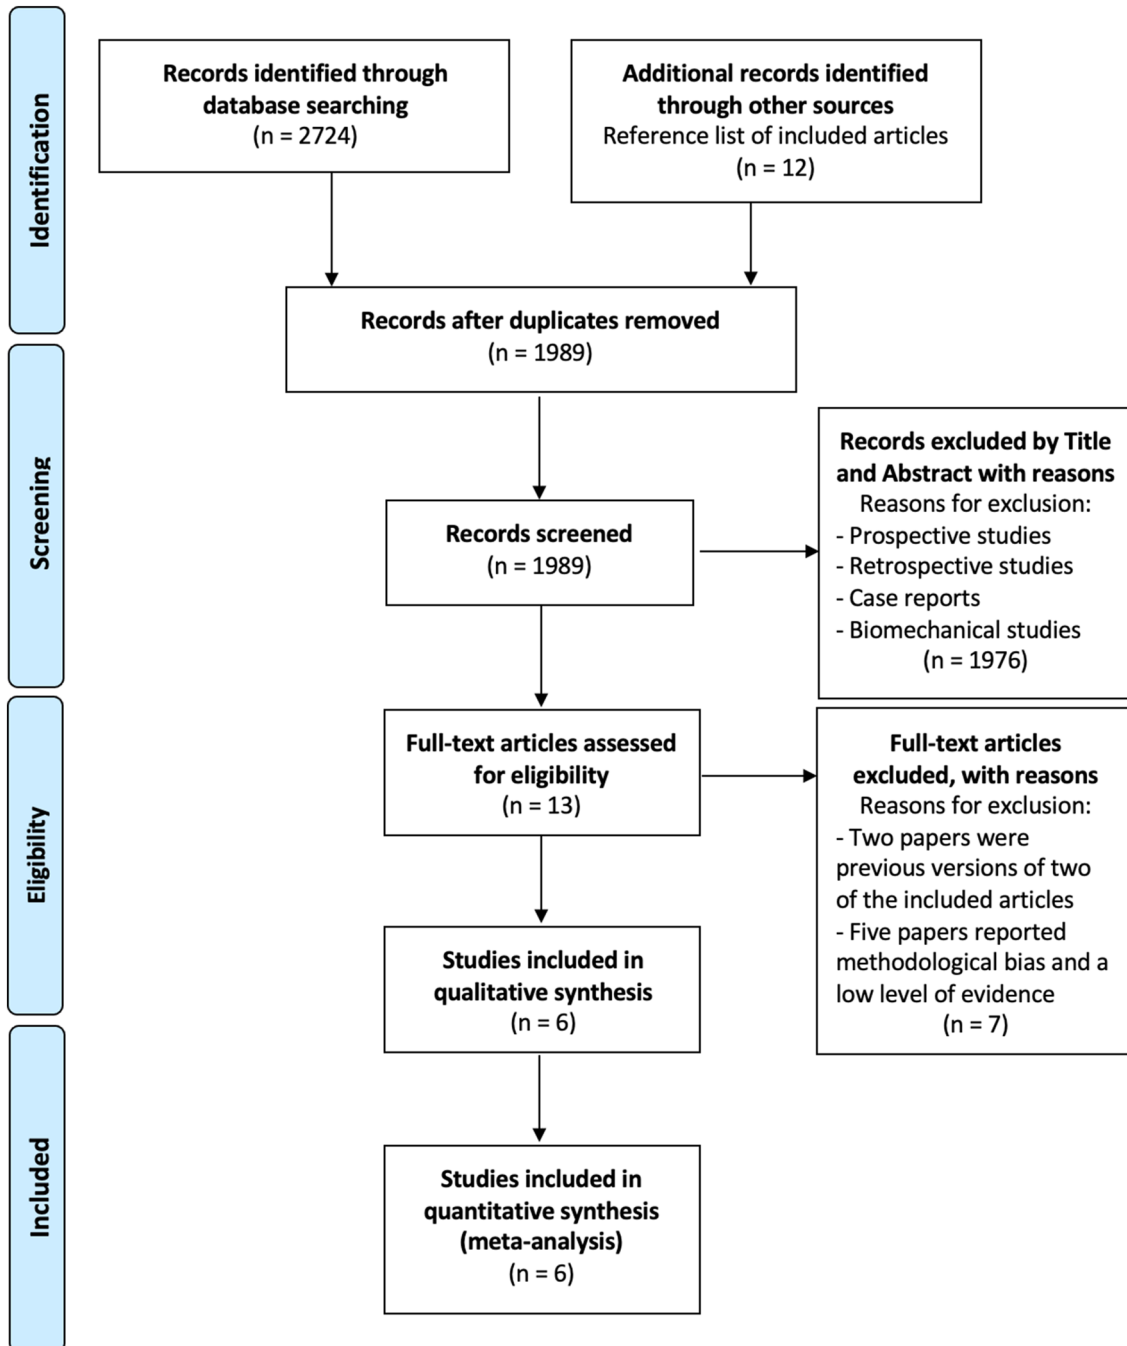 Identification
Records identified through
database searching
(n = 2724)
Additional records identified
through other sources
Reference list of included articles
(n = 12)
Records after duplicates removed
(n = 1989)
Screening
Records screened
(n = 1989)
Records excluded by Title
and Abstract with reasons
Reasons for exclusion:
- Prospective studies
- Retrospective studies
- Case reports
- Biomechanical studies
(n = 1976)
Eligibility
Full-text articles assessed
for eligibility
(n = 13)
Full-text articles
excluded, with reasons
Reasons for exclusion:
- Two papers were
previous versions of two
of the included articles
- Five papers reported
methodological bias and a
low level of evidence
(n = 7)
Studies included in
qualitative synthesis
(n = 6)
Included
Studies included in
quantitative synthesis
(meta-analysis)
(n = 6)